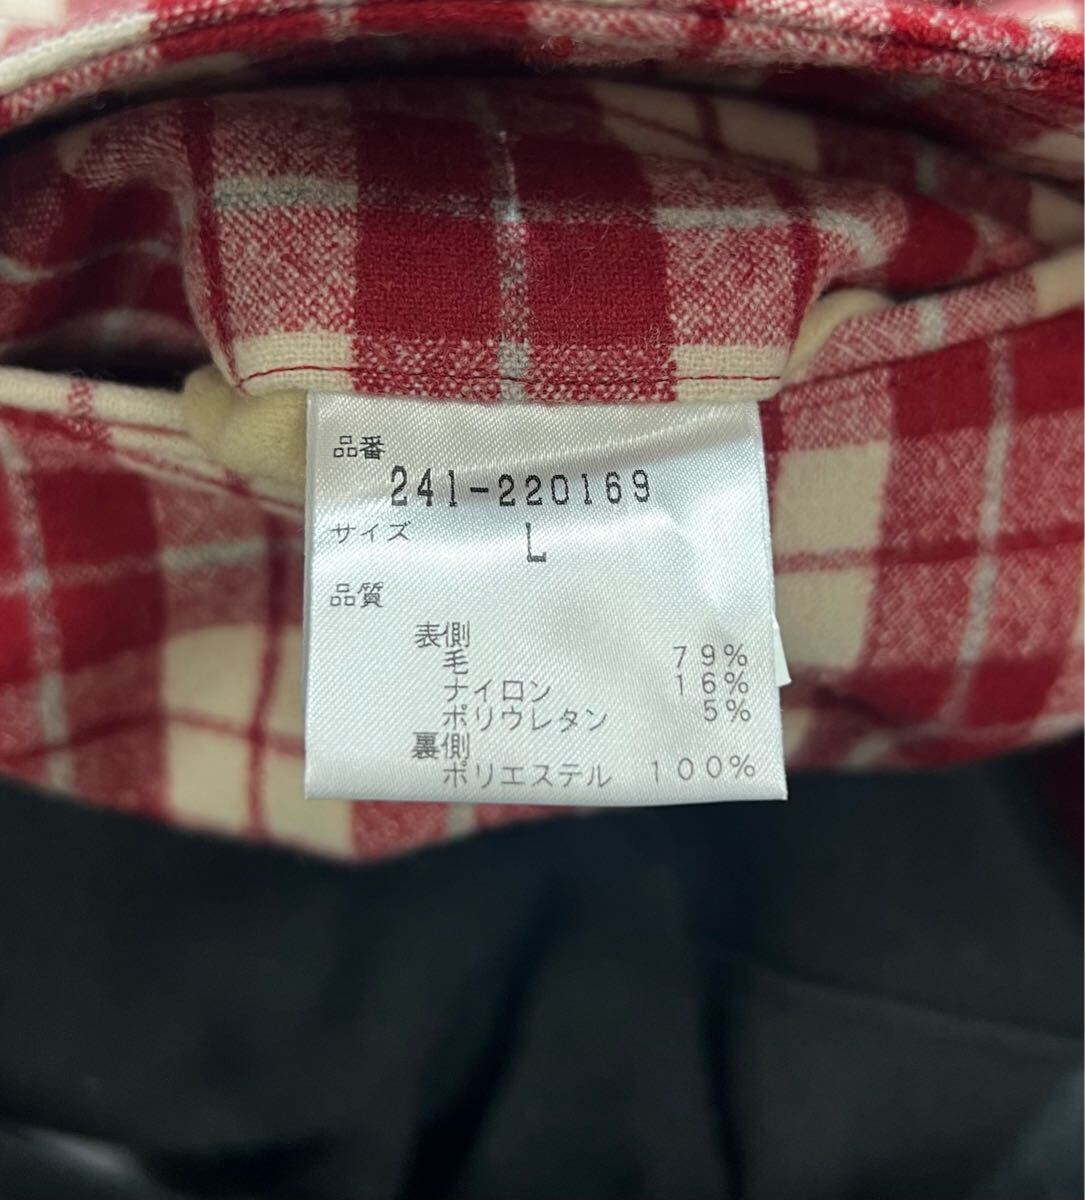 品番
241-220169
サイズ L
品質
表側
毛 79%
ナイロン 16%
ポリウレタン 5%
裏側
ポリエステル 100%